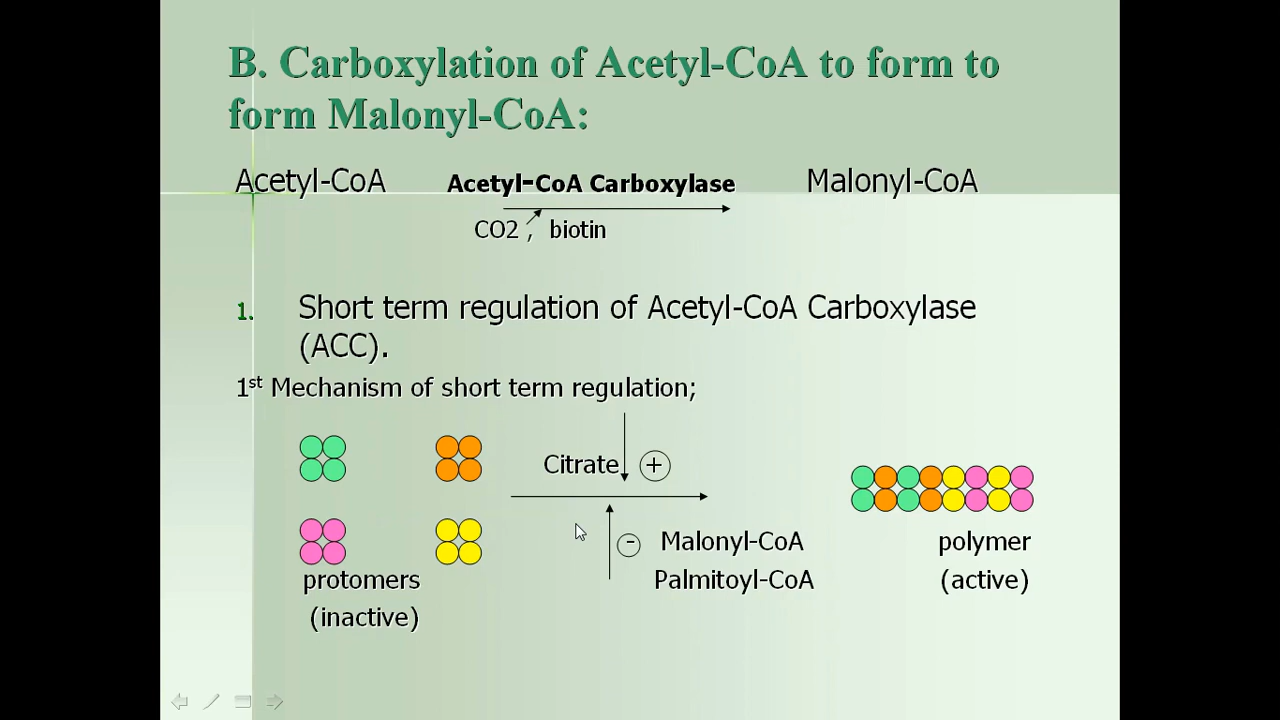 B. Carboxylation of Acetyl-CoA to form to
form Malonyl-CoA:
Acetyl-CoA Acetyl-CoA Carboxylase Malonyl-CoA
CO2 , biotin
1. Short term regulation of Acetyl-CoA Carboxylase
(ACC).
1st Mechanism of short term regulation;
Citrate +
- Malonyl-CoA polymer
protomers Palmitoyl-CoA (active)
(inactive)